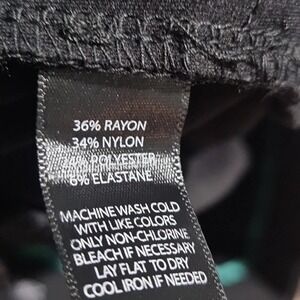 36% RAYON
34% NYLON
POLYESTER
6% ELASTANE
MACHINE WASH COLD
WITH LIKE COLORS
ONLY NON-CHLORINE
BLEACH IF NECESSARY
LAY FLAT TO DRY
COOL IRON IF NEEDED